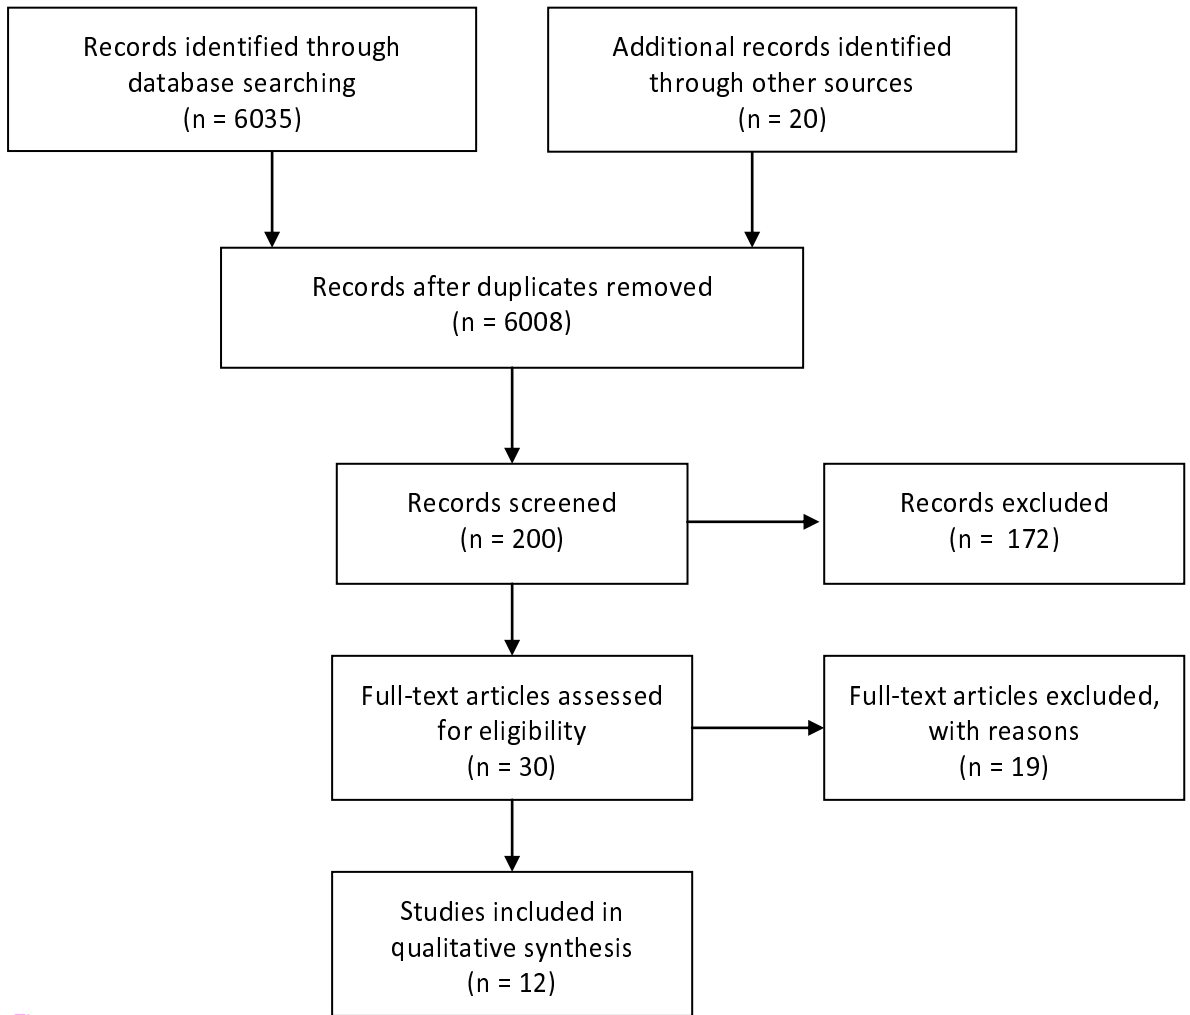 Records identified through
database searching
(n = 6035)
Additional records identified
through other sources
(n = 20)
Records after duplicates removed
(n = 6008)
Records screened
(n = 200)
Records excluded
(n =  172)
Full-text articles assessed
for eligibility
(n = 30)
Full-text articles excluded,
with reasons
(n = 19)
Studies included in
qualitative synthesis
(n = 12)